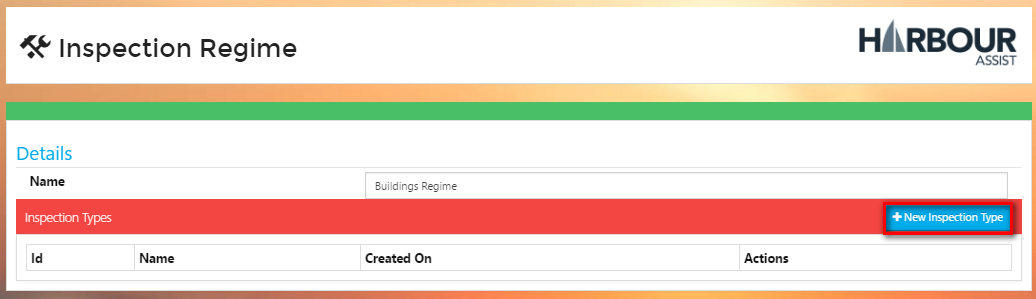 Inspection Regime
HARBOUR
ASSIST
Details
Name
Buildings Regime
Inspection Types
New Inspection Type
Id Name Created On Actions